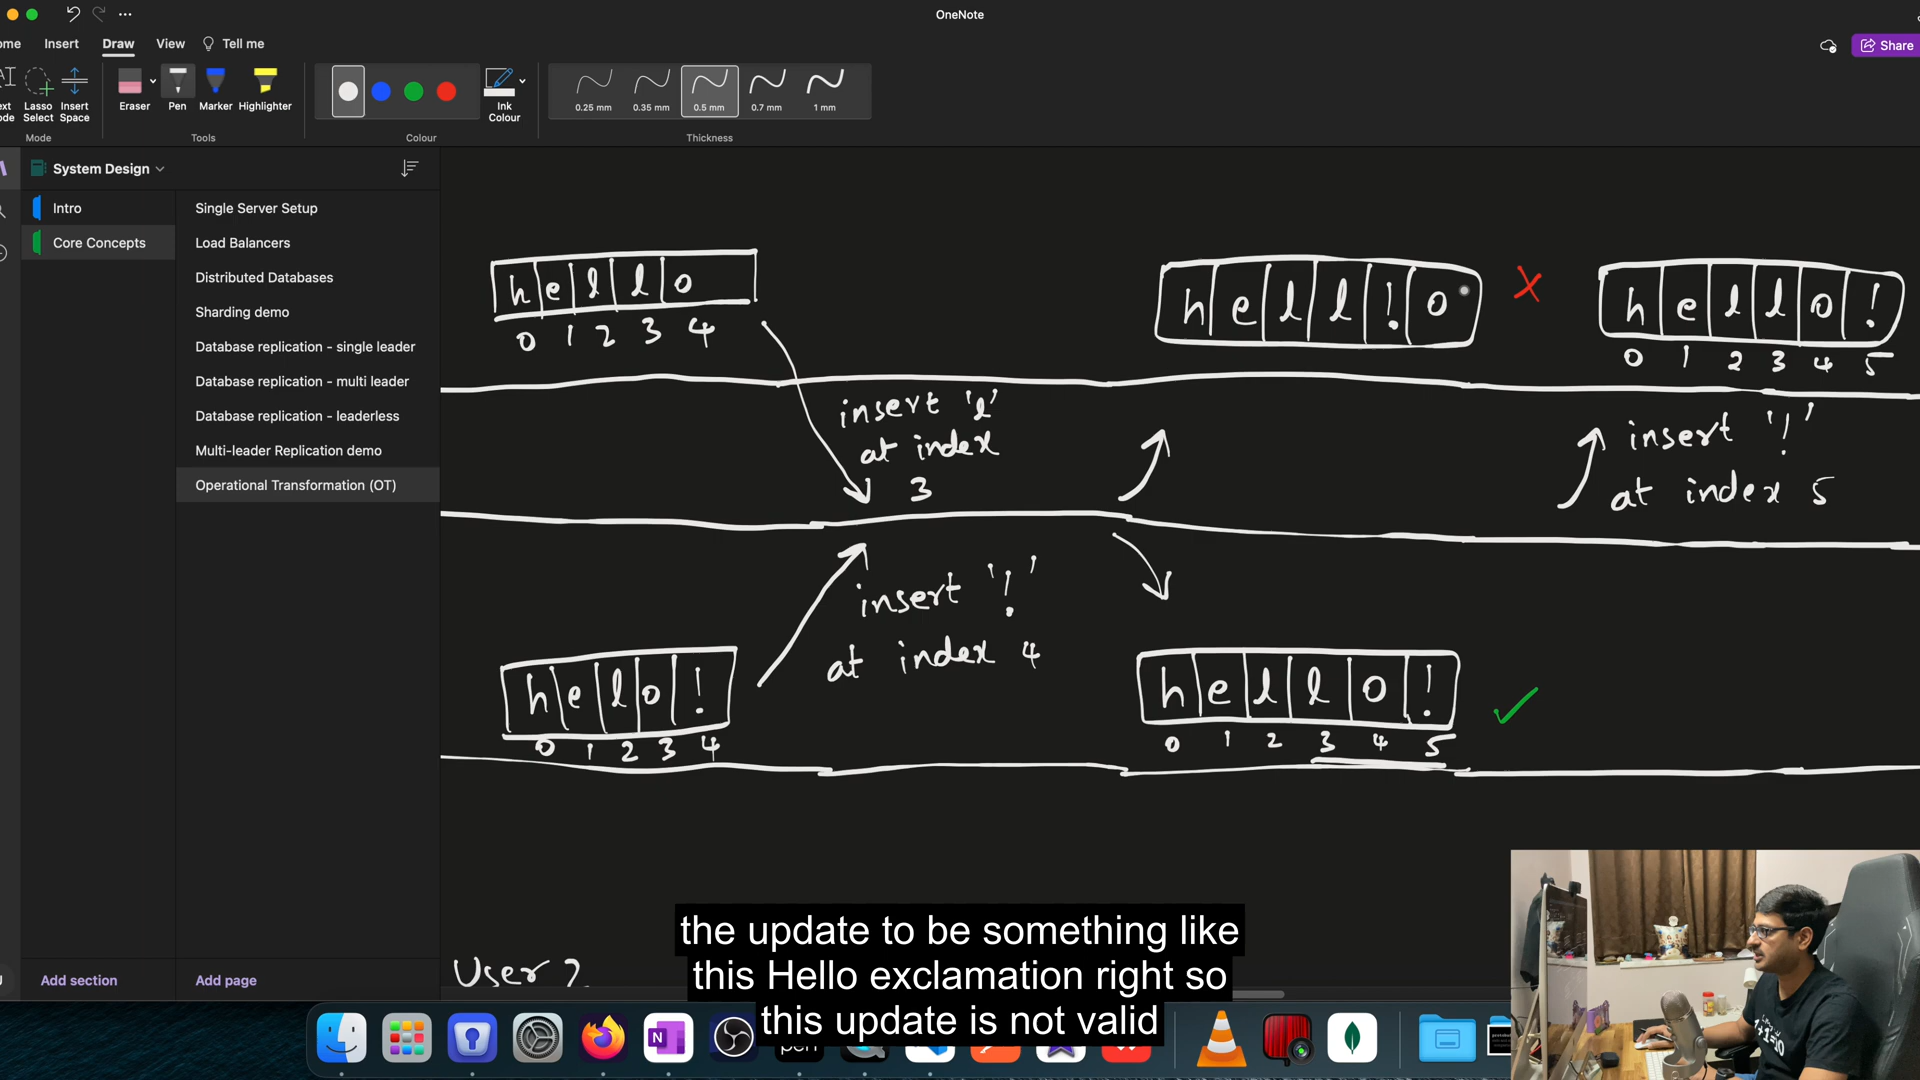 OneNote
ome Insert Draw View Tell me
Share
ext ode
Lasso Select
Insert Space
Eraser
Pen
Marker
Highlighter
Ink Colour
0.25 mm
0.35 mm
0.5 mm
0.7 mm
1 mm
Mode
Tools
Colour
Thickness
System Design
Intro
Core Concepts
Single Server Setup
Load Balancers
Distributed Databases
Sharding demo
Database replication - single leader
Database replication - multi leader
Database replication - leaderless
Multi-leader Replication demo
Operational Transformation (OT)
Add section
Add page
h e l l o
0 1 2 3 4
h e l l ! o
X
h e l l o !
0 1 2 3 4 5
insert 'l'
at index
3
insert '!'
at index 5
insert '!'
at index 4
h e l o !
0 1 2 3 4
h e l l o !
0 1 2 3 4 5
User 2
the update to be something like
this Hello exclamation right so
this update is not valid